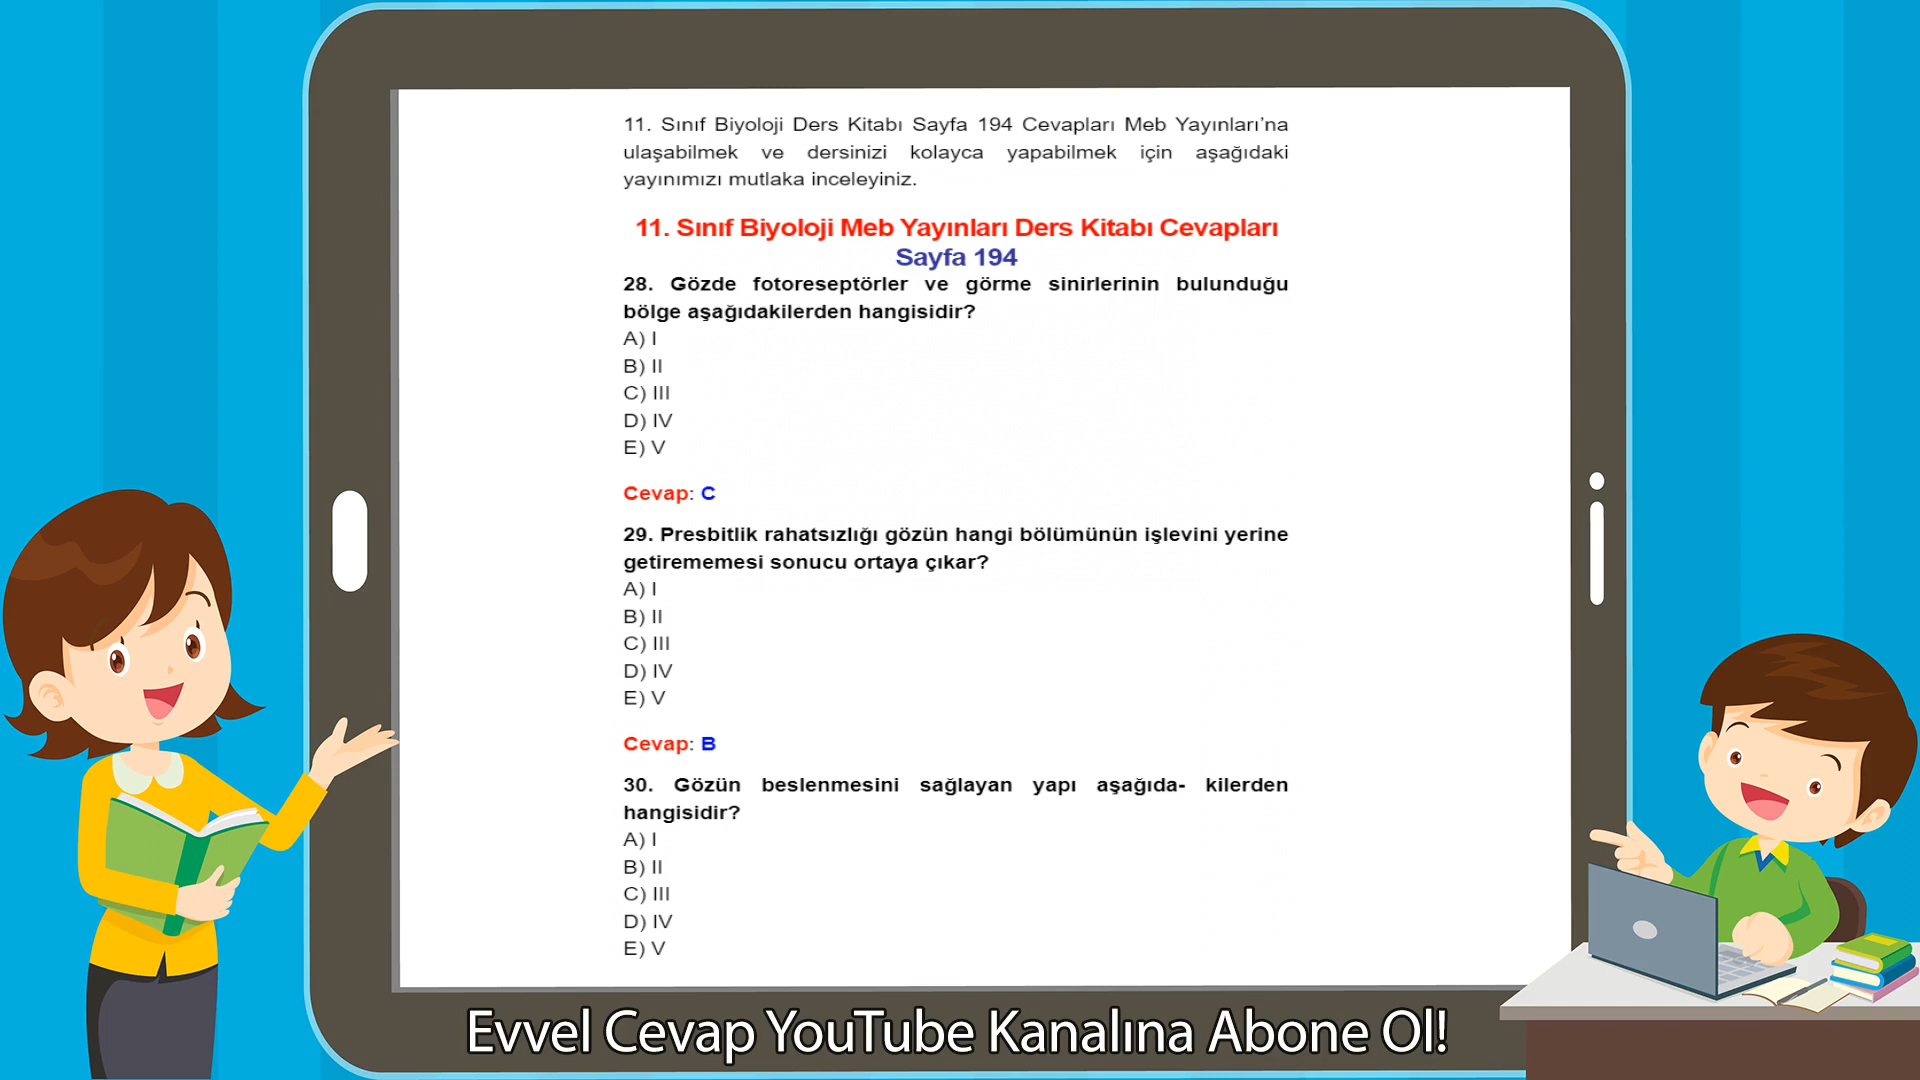 11. Sınıf Biyoloji Ders Kitabı Sayfa 194 Cevapları Meb Yayınları’na
ulaşabilmek ve dersinizi kolayca yapabilmek için aşağıdaki
yayınımızı mutlaka inceleyiniz.
11. Sınıf Biyoloji Meb Yayınları Ders Kitabı Cevapları
Sayfa 194
28. Gözde fotoreseptörler ve görme sinirlerinin bulunduğu
bölge aşağıdakilerden hangisidir?
A) I
B) II
C) III
D) IV
E) V
Cevap: C
29. Presbitlik rahatsızlığı gözün hangi bölümünün işlevini yerine
getirememesi sonucu ortaya çıkar?
A) I
B) II
C) III
D) IV
E) V
Cevap: B
30. Gözün beslenmesini sağlayan yapı aşağıda- kilerden
hangisidir?
A) I
B) II
C) III
D) IV
E) V
Evvel Cevap YouTube Kanalına Abone Ol!